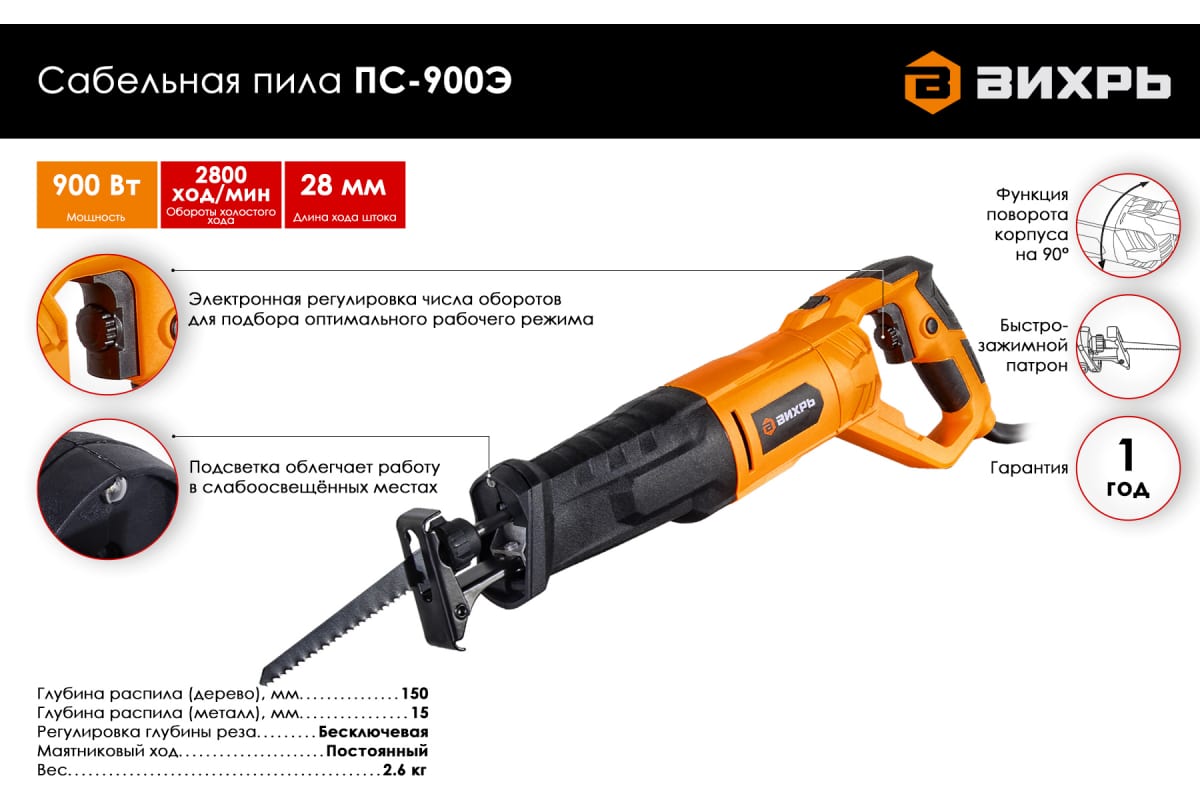 Сабельная пила ПС-900Э
ВИХРЬ
900 Вт
Мощность
2800
ход/мин
Обороты холостого
хода
28 мм
Длина хода штока
Функция
поворота
корпуса
на 90°
Электронная регулировка числа оборотов
для подбора оптимального рабочего режима
Быстро-
зажимной
патрон
ВИХРЬ
Подсветка облегчает работу
в слабоосвещённых местах
Гарантия
1
год
Глубина распила (дерево), мм...............150
Глубина распила (металл), мм................15
Регулировка глубины реза.........Бесключевая
Маятниковый ход......................Постоянный
Вес................................................2.6 кг